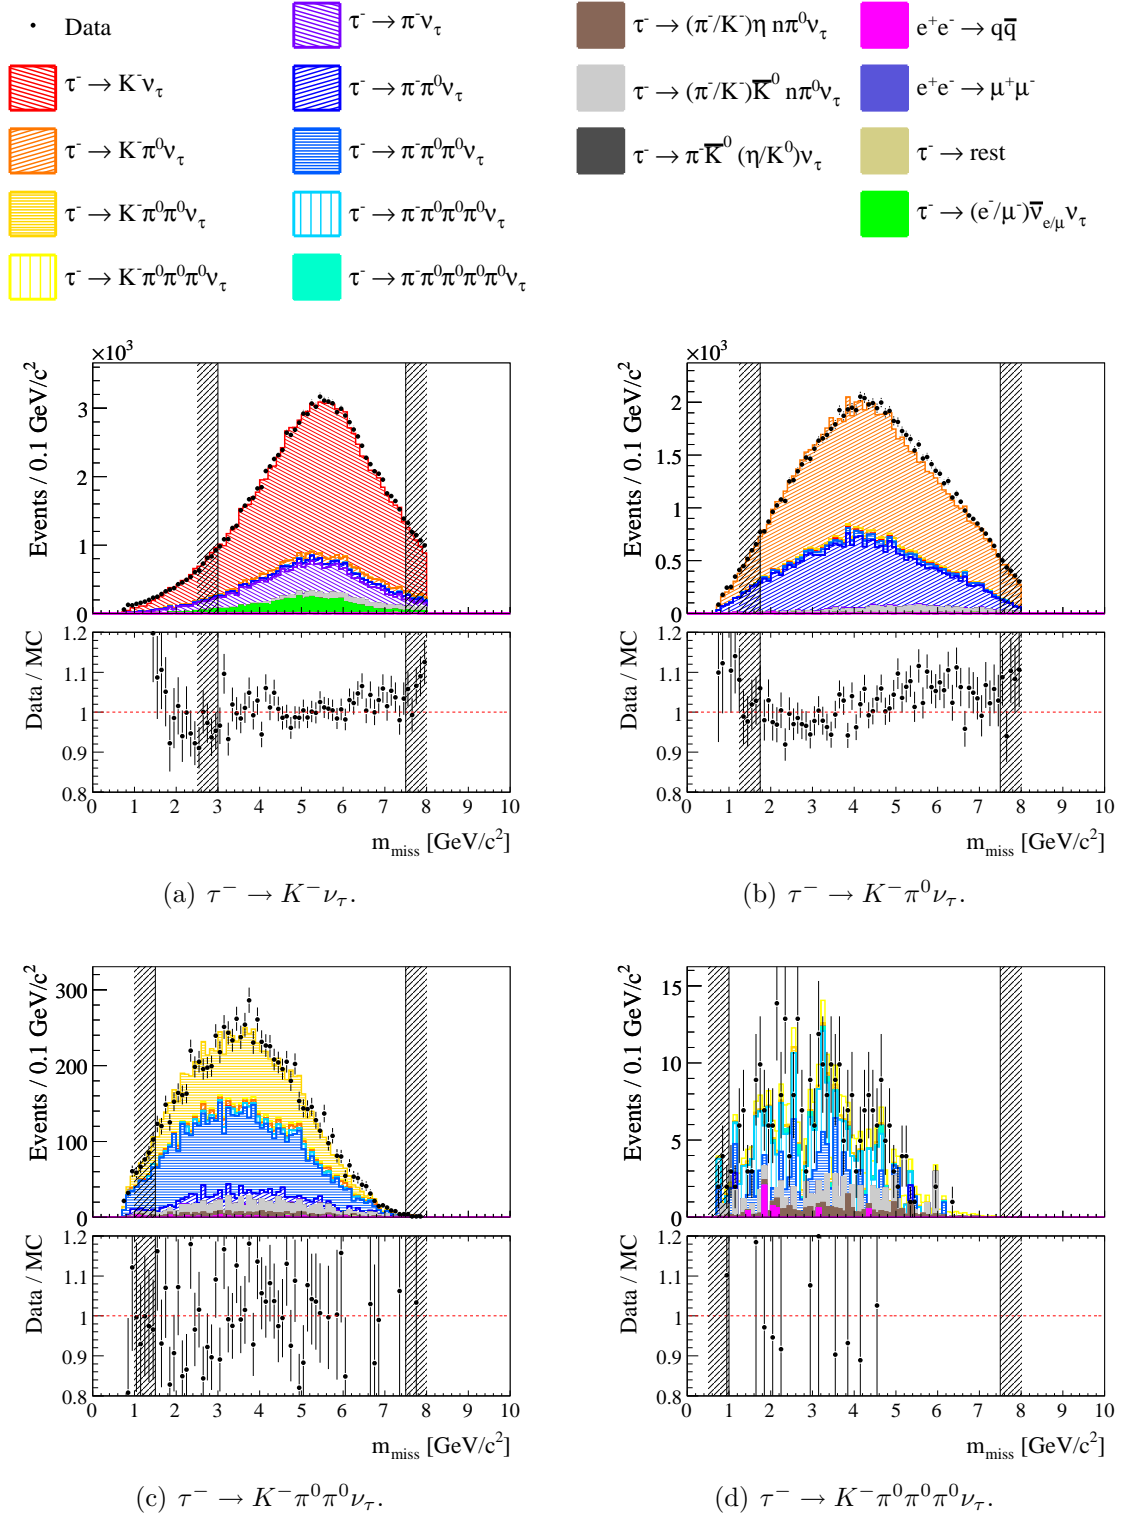 Data
τ⁻ → K⁻ν_τ
τ⁻ → K⁻π⁰ν_τ
τ⁻ → K⁻π⁰π⁰ν_τ
τ⁻ → K⁻π⁰π⁰π⁰ν_τ
τ⁻ → π⁻ν_τ
τ⁻ → π⁻π⁰ν_τ
τ⁻ → π⁻π⁰π⁰ν_τ
τ⁻ → π⁻π⁰π⁰π⁰ν_τ
τ⁻ → π⁻π⁰π⁰π⁰π⁰ν_τ
τ⁻ → (π⁻/K⁻)η nπ⁰ν_τ
τ⁻ → (π⁻/K⁻)K̅⁰ nπ⁰ν_τ
τ⁻ → π⁻K̅⁰ (η/K⁰)ν_τ
e⁺e⁻ → qq̅
e⁺e⁻ → μ⁺μ⁻
τ⁻ → rest
τ⁻ → (e⁻/μ⁻)ν̅_{e/μ} ν_τ
×10³
Events / 0.1 GeV/c²
3
2
1
0
Data / MC
1.2
1.1
1
0.9
0.8
0 1 2 3 4 5 6 7 8 9 10
m_miss [GeV/c²]
(a) τ⁻ → K⁻ν_τ.
×10³
Events / 0.1 GeV/c²
2
1.5
1
0.5
0
Data / MC
1.2
1.1
1
0.9
0.8
0 1 2 3 4 5 6 7 8 9 10
m_miss [GeV/c²]
(b) τ⁻ → K⁻π⁰ν_τ.
Events / 0.1 GeV/c²
300
200
100
0
Data / MC
1.2
1.1
1
0.9
0.8
0 1 2 3 4 5 6 7 8 9 10
m_miss [GeV/c²]
(c) τ⁻ → K⁻π⁰π⁰ν_τ.
Events / 0.1 GeV/c²
15
10
5
0
Data / MC
1.2
1.1
1
0.9
0.8
0 1 2 3 4 5 6 7 8 9 10
m_miss [GeV/c²]
(d) τ⁻ → K⁻π⁰π⁰π⁰ν_τ.